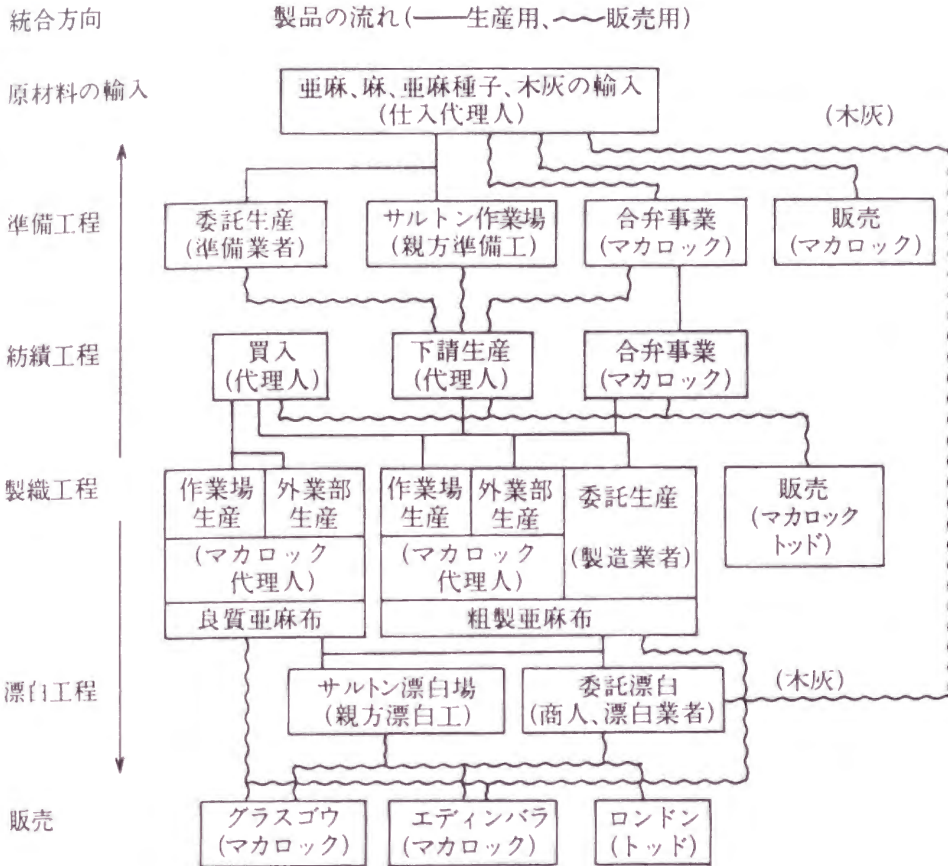 統合方向 製品の流れ(——生産用、〜〜販売用)
原材料の輸入
亜麻、麻、亜麻種子、木灰の輸入
(仕入代理人)
(木灰)
準備工程
委託生産
(準備業者)
サルトン作業場
(親方準備工)
合弁事業
(マカロック)
販売
(マカロック)
紡績工程
買入
(代理人)
下請生産
(代理人)
合弁事業
(マカロック)
製織工程
作業場
生産
外業部
生産
(マカロック
代理人)
良質亜麻布
作業場
生産
外業部
生産
(マカロック
代理人)
委託生産
(製造業者)
粗製亜麻布
販売
(マカロック
トッド)
漂白工程
サルトン漂白場
(親方漂白工)
委託漂白
(商人、漂白業者)
(木灰)
販売
グラスゴウ
(マカロック)
エディンバラ
(マカロック)
ロンドン
(トッド)